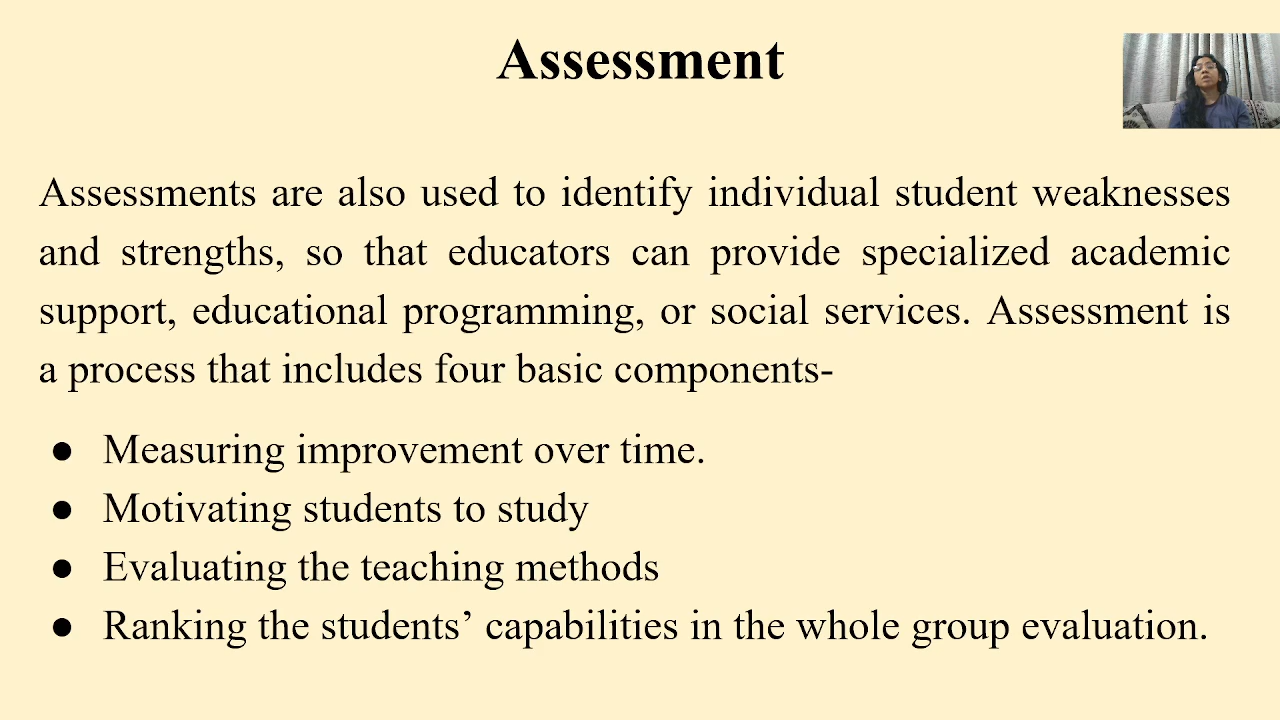 Assessment
Assessments are also used to identify individual student weaknesses
and strengths, so that educators can provide specialized academic
support, educational programming, or social services. Assessment is
a process that includes four basic components-
● Measuring improvement over time.
● Motivating students to study
● Evaluating the teaching methods
● Ranking the students’ capabilities in the whole group evaluation.